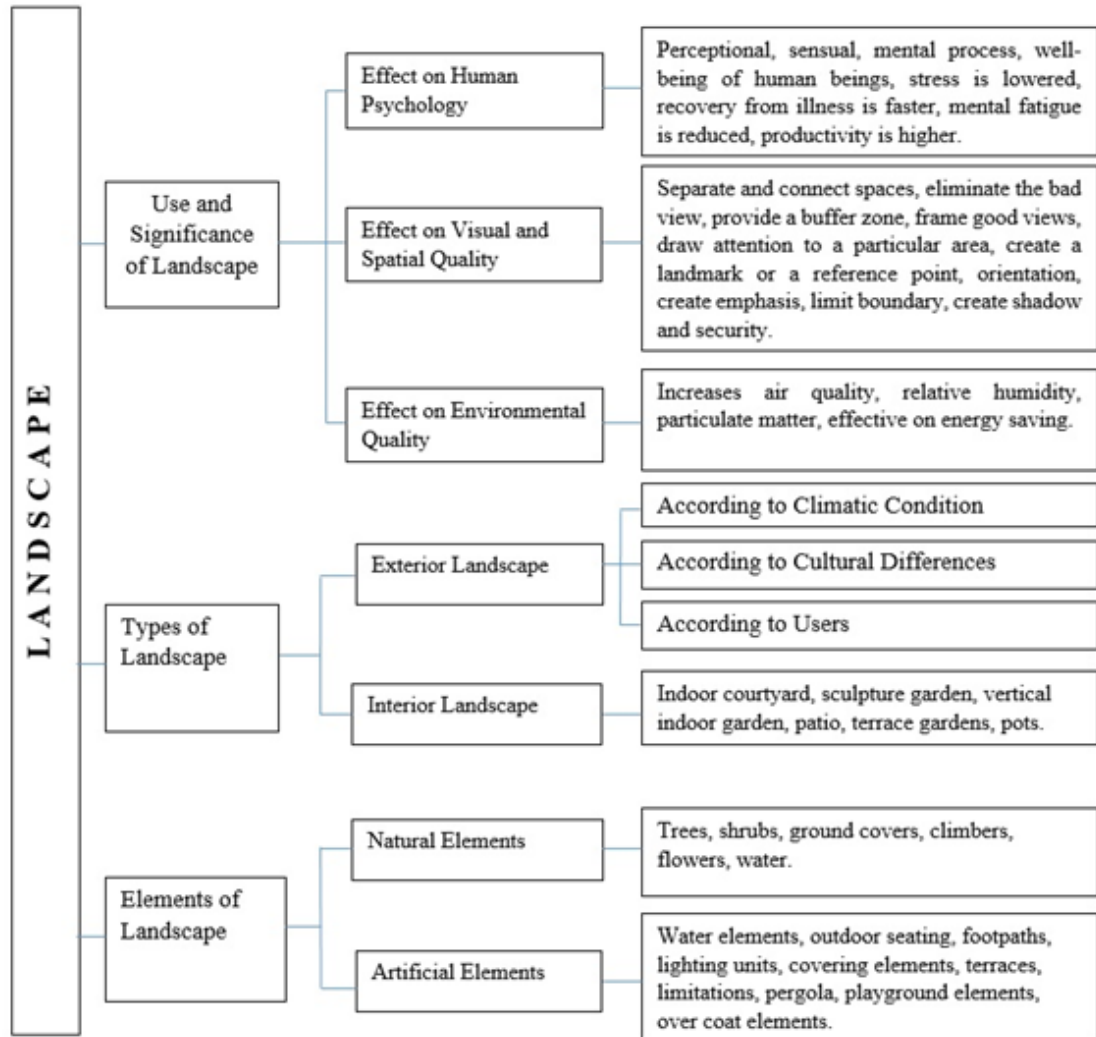 LANDSCAPE
Use and
Significance
of Landscape
Effect on Human
Psychology
Perceptional, sensual, mental process, well-
being of human beings, stress is lowered,
recovery from illness is faster, mental fatigue
is reduced, productivity is higher.
Effect on Visual and
Spatial Quality
Separate and connect spaces, eliminate the bad
view, provide a buffer zone, frame good views,
draw attention to a particular area, create a
landmark or a reference point, orientation,
create emphasis, limit boundary, create shadow
and security.
Effect on Environmental
Quality
Increases air quality, relative humidity,
particulate matter, effective on energy saving.
Types of
Landscape
Exterior Landscape
According to Climatic Condition
According to Cultural Differences
According to Users
Interior Landscape
Indoor courtyard, sculpture garden, vertical
indoor garden, patio, terrace gardens, pots.
Elements of
Landscape
Natural Elements
Trees, shrubs, ground covers, climbers,
flowers, water.
Artificial Elements
Water elements, outdoor seating, footpaths,
lighting units, covering elements, terraces,
limitations, pergola, playground elements,
over coat elements.